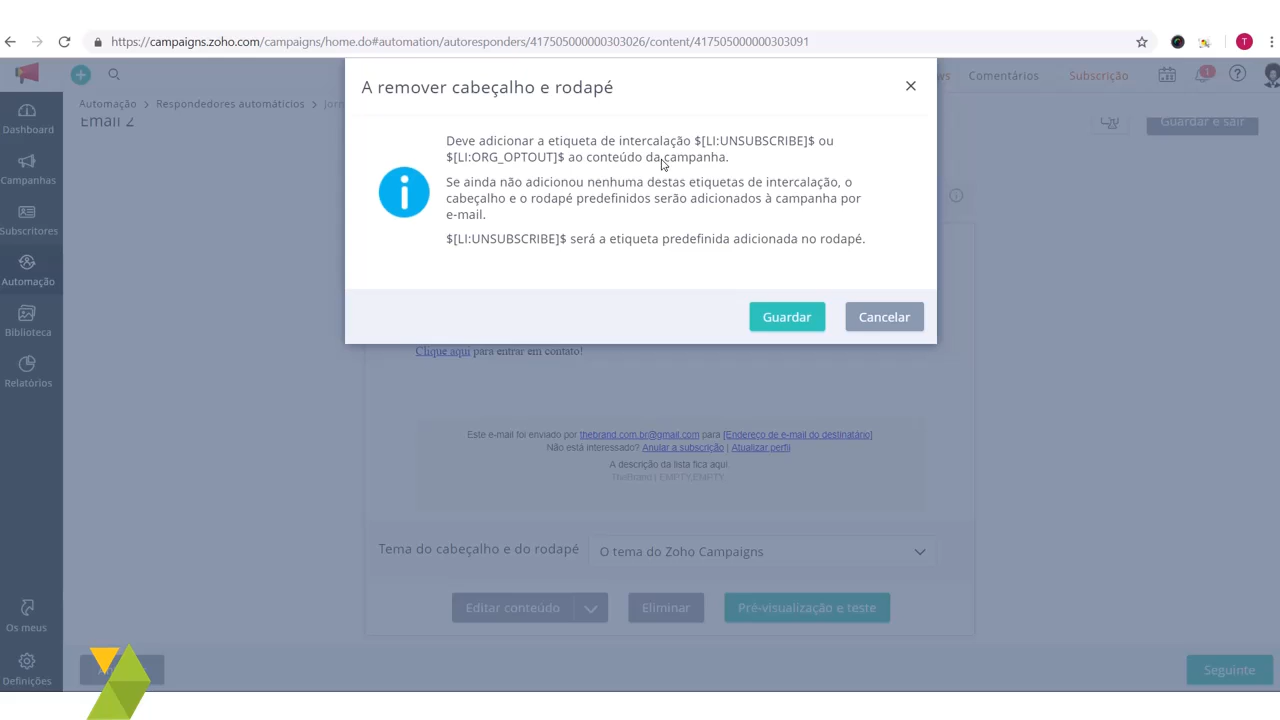 https://campaigns.zoho.com/campaigns/home.do#automation/autoresponders/417505000000303026/content/417505000000303091
T
A remover cabeçalho e rodapé
ws
Comentários
Subscrição
1
Automação
Respondedores automáticos
Jorn
Email 2
Guardar e sair
Dashboard
Campanhas
Subscritores
Automação
Biblioteca
Relatórios
Os meus
Definições
Deve adicionar a etiqueta de intercalação $[LI:UNSUBSCRIBE]$ ou
$[LI:ORG_OPTOUT]$ ao conteúdo da campanha.
Se ainda não adicionou nenhuma destas etiquetas de intercalação, o
cabeçalho e o rodapé predefinidos serão adicionados à campanha por
e-mail.
$[LI:UNSUBSCRIBE]$ será a etiqueta predefinida adicionada no rodapé.
Guardar
Cancelar
Clique aqui para entrar em contato!
Este e-mail foi enviado por thebrand.com.br@gmail.com para [Endereço de e-mail do destinatário]
Não está interessado? Anular a subscrição | Atualizar perfil
A descrição da lista fica aqui.
TheBrand | EMPTY,EMPTY
Tema do cabeçalho e do rodapé
O tema do Zoho Campaigns
Editar conteúdo
Eliminar
Pré-visualização e teste
Seguinte